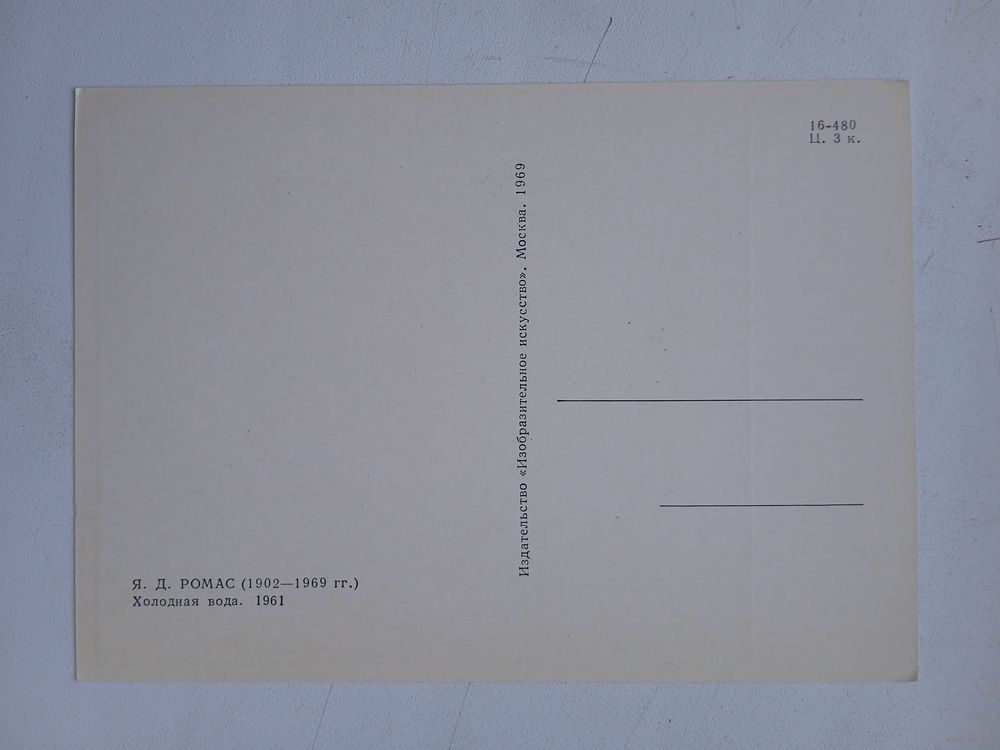 16-480
Ц. 3 к.
Издательство «Изобразительное искусство». Москва. 1969
Я. Д. РОМАС (1902—1969 гг.)
Холодная вода. 1961